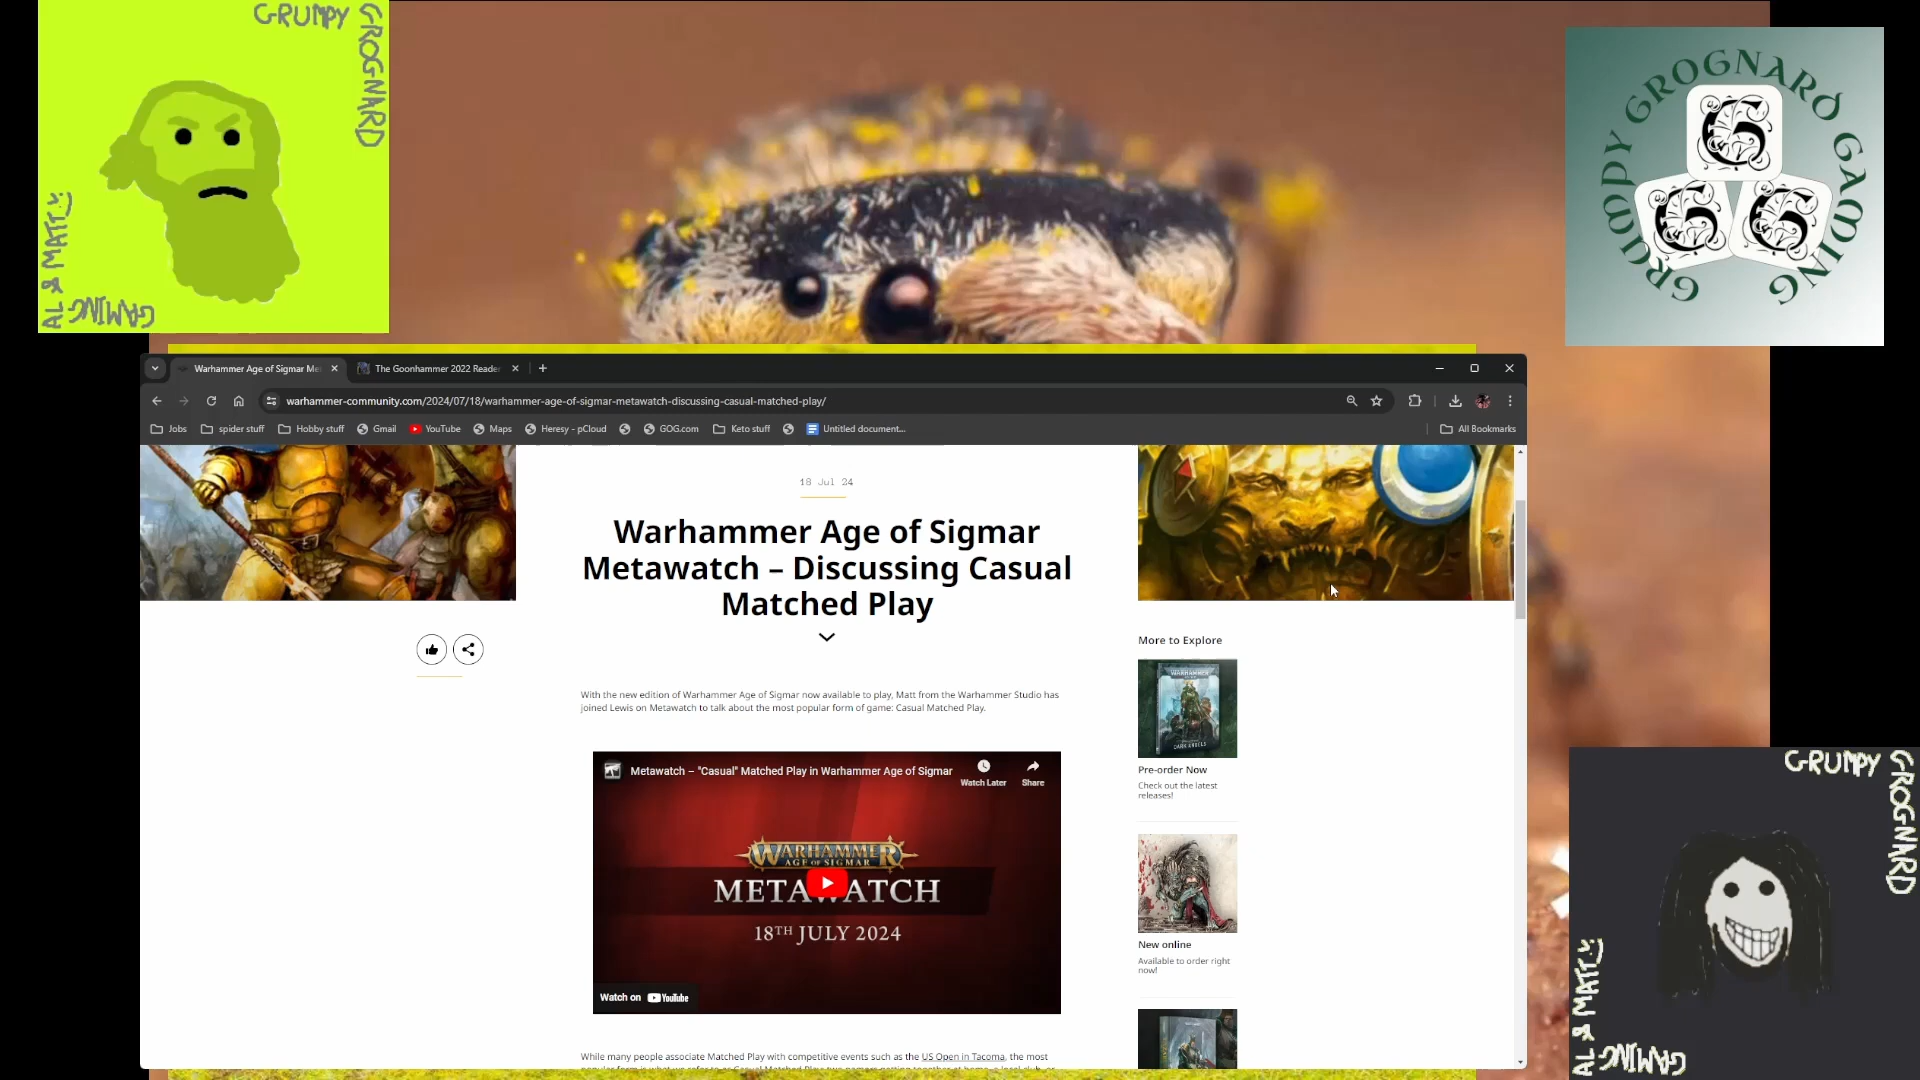 GRUMPY
GROGNARD
AL & MATT
GAMING
GRUMPY GROGNARD GAMING
G
G G
Warhammer Age of Sigmar Me
The Goonhammer 2022 Reader
warhammer-community.com/2024/07/18/warhammer-age-of-sigmar-metawatch-discussing-casual-matched-play/
Jobs spider stuff Hobby stuff Gmail YouTube Maps Heresy - pCloud GOG.com Keto stuff Untitled document... All Bookmarks
18 Jul 24
Warhammer Age of Sigmar
Metawatch – Discussing Casual
Matched Play
With the new edition of Warhammer Age of Sigmar now available to play, Matt from the Warhammer Studio has
joined Lewis on Metawatch to talk about the most popular form of game: Casual Matched Play.
Metawatch – "Casual" Matched Play in Warhammer Age of Sigmar
Watch Later Share
WARHAMMER
AGE OF SIGMAR
METAWATCH
18TH JULY 2024
Watch on YouTube
While many people associate Matched Play with competitive events such as the US Open in Tacoma, the most
More to Explore
WARHAMMER
DARK ANGELS
Pre-order Now
Check out the latest
releases!
New online
Available to order right
now!
GRUMPY
GROGNARD
AL & MATT
GAMING